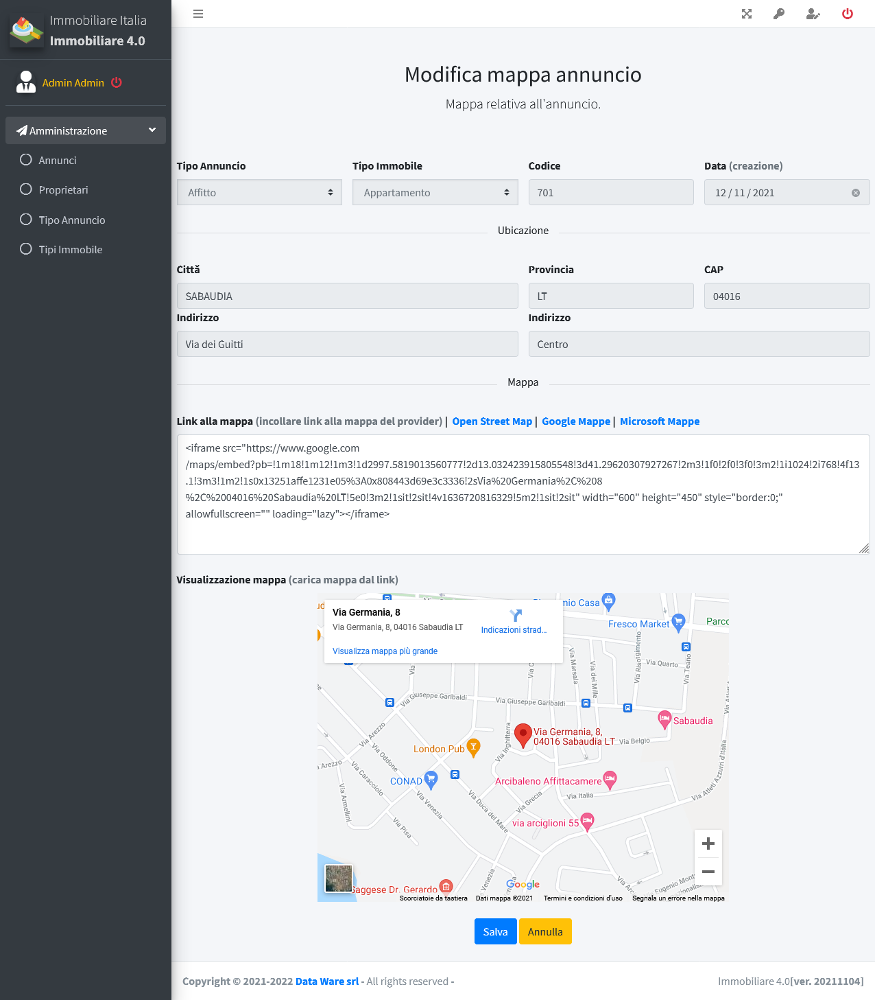 Immobiliare Italia
Immobiliare 4.0
Admin Admin
Amministrazione
Annunci
Proprietari
Tipo Annuncio
Tipi Immobile
Modifica mappa annuncio
Mappa relativa all'annuncio.
Tipo Annuncio Tipo Immobile Codice Data (creazione)
Affitto Appartamento 701 12 / 11 / 2021
Ubicazione
Città Provincia CAP
SABAUDIA LT 04016
Indirizzo Indirizzo
Via dei Guitti Centro
Mappa
Link alla mappa (incollare link alla mappa del provider) | Open Street Map | Google Mappe | Microsoft Mappe
<iframe src="https://www.google.com
/maps/embed?pb=!1m18!1m12!1m3!1d2997.5819013560777!2d13.032423915805548!3d41.29620307927267!2m3!1f0!2f0!3f0!3m2!1i1024!2i768!4f13
.1!3m3!1m2!1s0x13251affe1231e05%3A0x808443d69e3c3336!2sVia%20Germania%2C%208
%2C%2004016%20Sabaudia%20LT!5e0!3m2!1sit!2sit!4v1636720816329!5m2!1sit!2sit" width="600" height="450" style="border:0;"
allowfullscreen="" loading="lazy"></iframe>
Visualizzazione mappa (carica mappa dal link)
Via Germania, 8
Via Germania, 8, 04016 Sabaudia LT
Indicazioni strad...
Visualizza mappa più grande
mio Casa
Fresco Market
Parco
Via Quarto
Via Teano
Via Risorgimento
Via Marsala
Via dei Mille
Via Giuseppe Garibaldi
Via Giuseppe Garibaldi
Sabaudia
Via Germania, 8,
04016 Sabaudia LT
Via Belgio
Via Inghilterra
Via Arezzo
London Pub
Via Oddone
Arezzo
Via Caracciolo
CONAD
Arcibaleno Affittacamere
Via Italia
Via Atleti Azzurri d'Italia
Via Armellini
Via Venezia
Via Duca del Mare
Via Grecia
via arciglioni 55
Via Pisa
Venezia
Saggese Dr. Gerardo
Eugenio Mont
Google
Scorciatoie da tastiera Dati mappa ©2021 Termini e condizioni d'uso Segnala un errore nella mappa
Salva Annulla
Copyright © 2021-2022 Data Ware srl - All rights reserved -
Immobiliare 4.0[ver. 20211104]